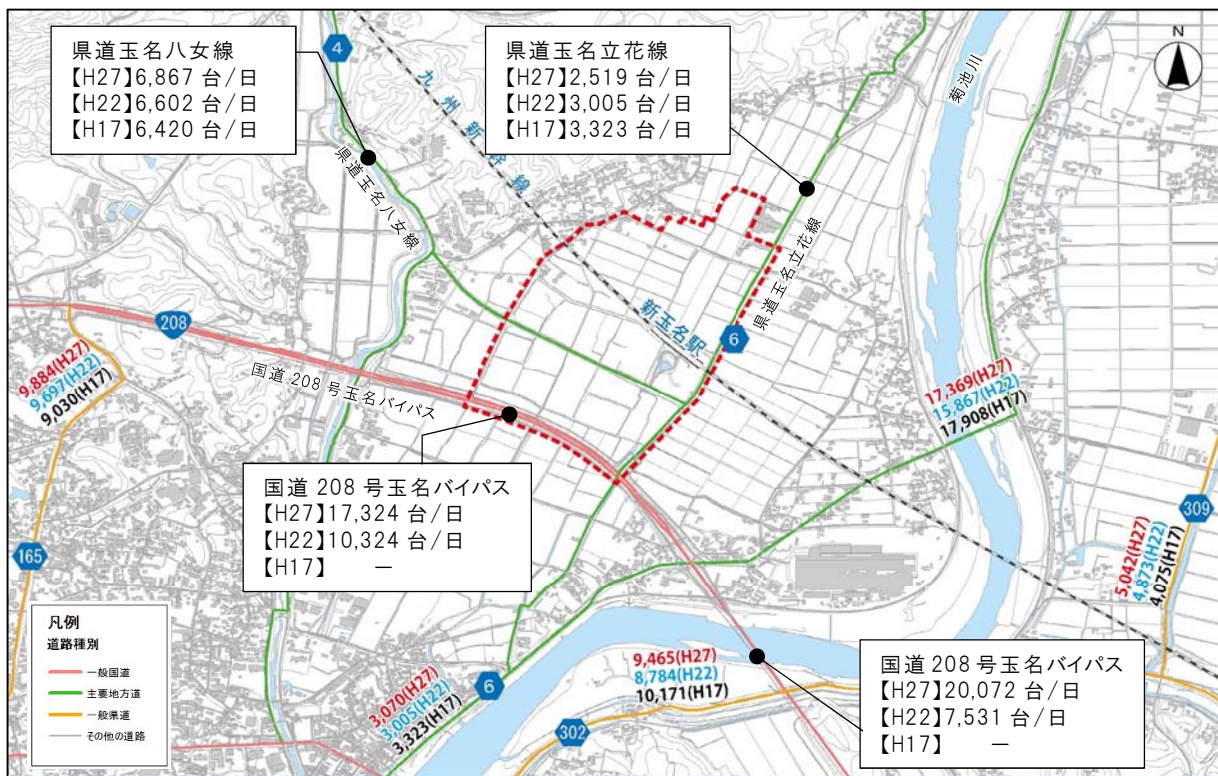 県道玉名八女線
【H27】6,867 台/日
【H22】6,602 台/日
【H17】6,420 台/日
県道玉名立花線
【H27】2,519 台/日
【H22】3,005 台/日
【H17】3,323 台/日
N
4
九州新幹線
菊池川
県道玉名八女線
県道玉名立花線
新玉名駅
6
208
国道 208 号玉名バイパス
9,884(H27)
9,697(H22)
9,030(H17)
17,369(H27)
15,867(H22)
17,908(H17)
国道 208 号玉名バイパス
【H27】17,324 台/日
【H22】10,324 台/日
【H17】 ―
165
309
5,042(H27)
4,873(H22)
4,075(H17)
凡例
道路種別
一般国道
主要地方道
一般県道
その他の道路
3,070(H27)
3,005(H22)
3,323(H17)
6
9,465(H27)
8,784(H22)
10,171(H17)
302
国道 208 号玉名バイパス
【H27】20,072 台/日
【H22】7,531 台/日
【H17】 ―